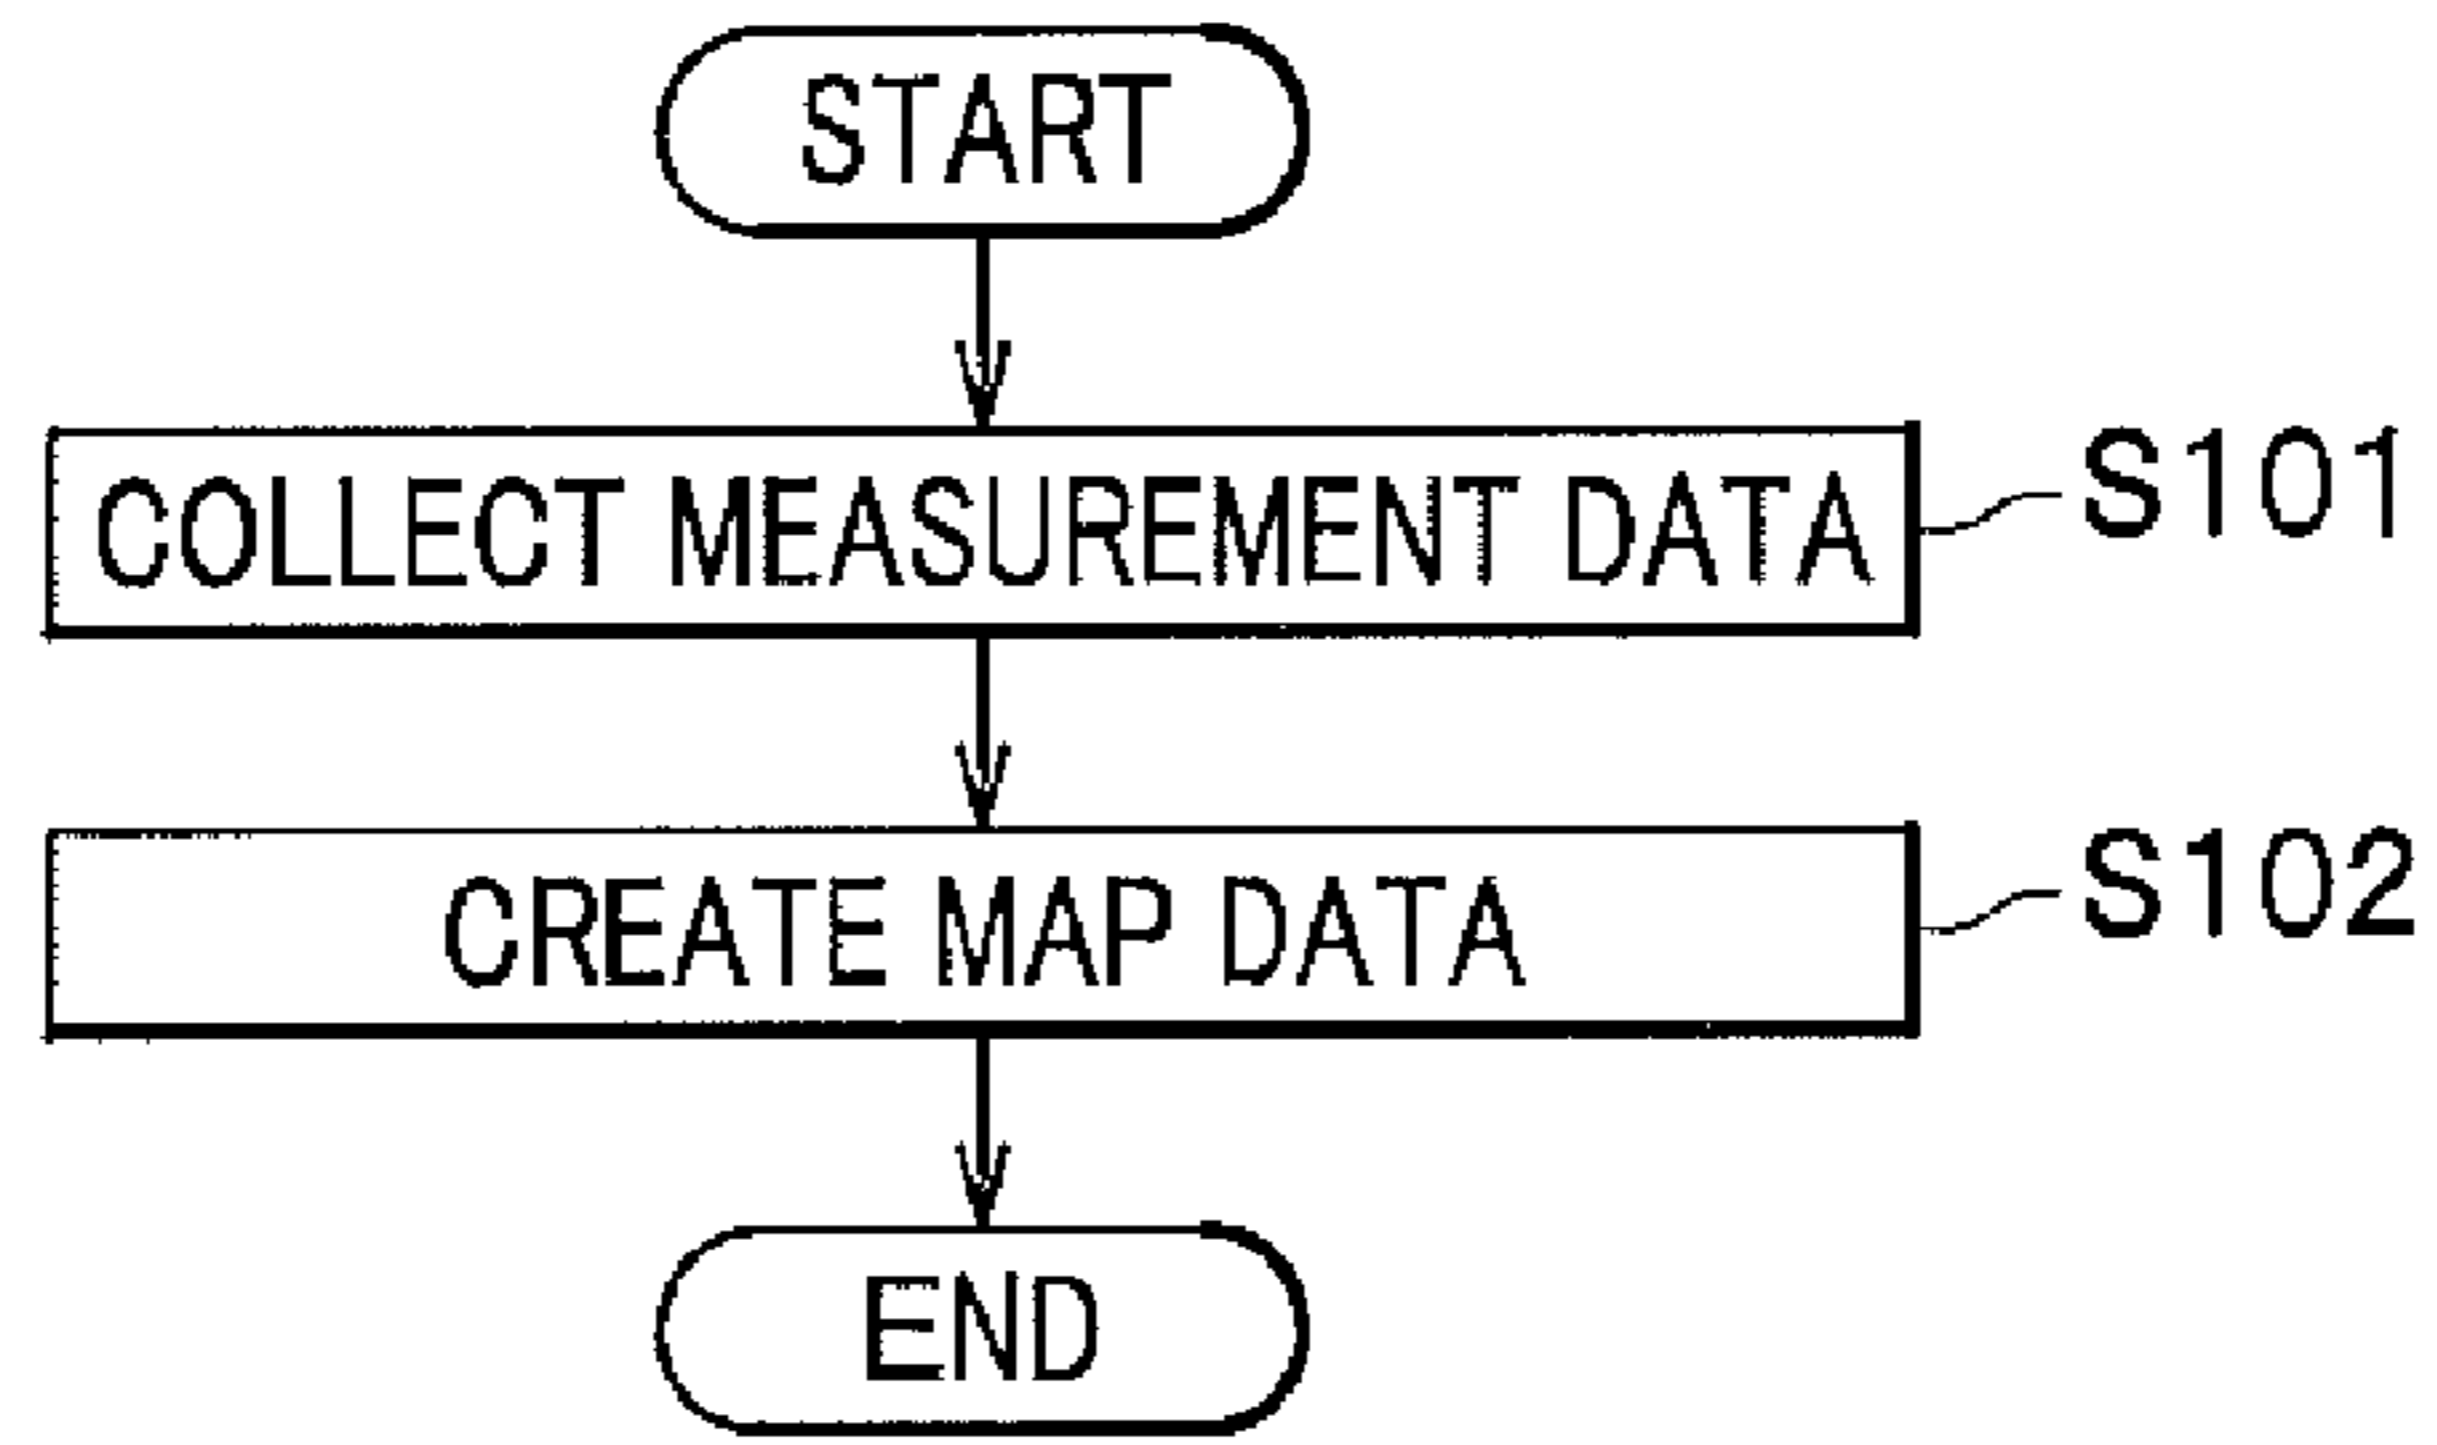 START
COLLECT MEASUREMENT DATA
S101
CREATE MAP DATA
S102
END